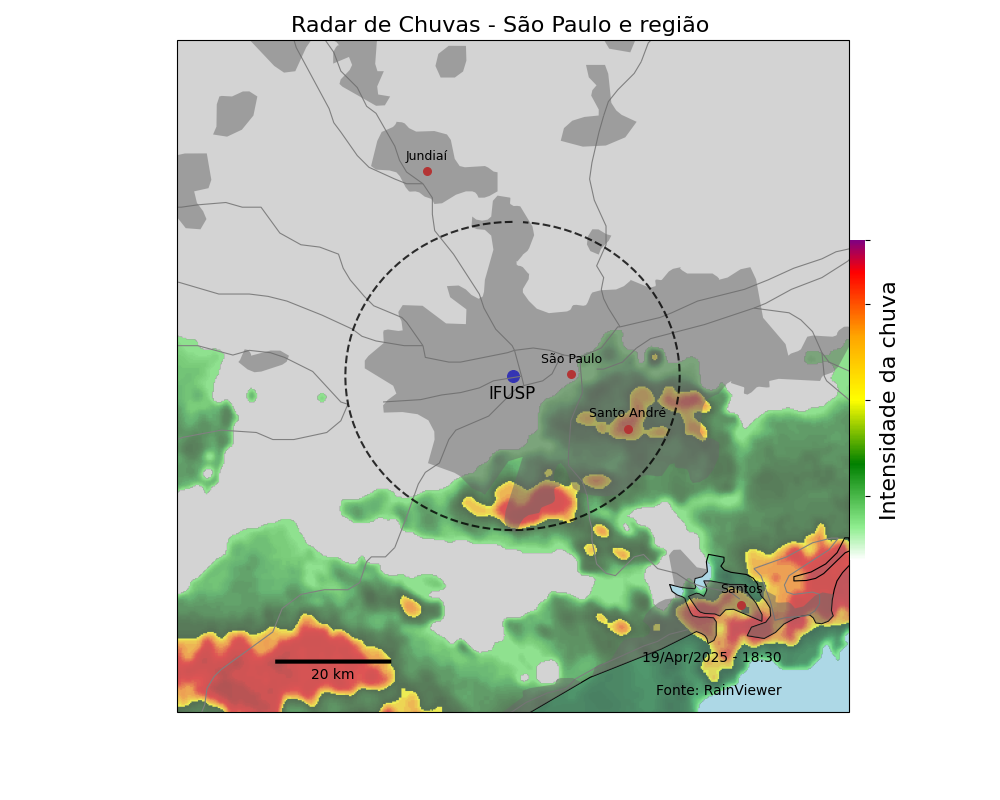 Radar de Chuvas - São Paulo e região
Jundiaí
São Paulo
IFUSP
Santo André
Intensidade da chuva
Santos
19/Apr/2025 - 18:30
20 km
Fonte: RainViewer